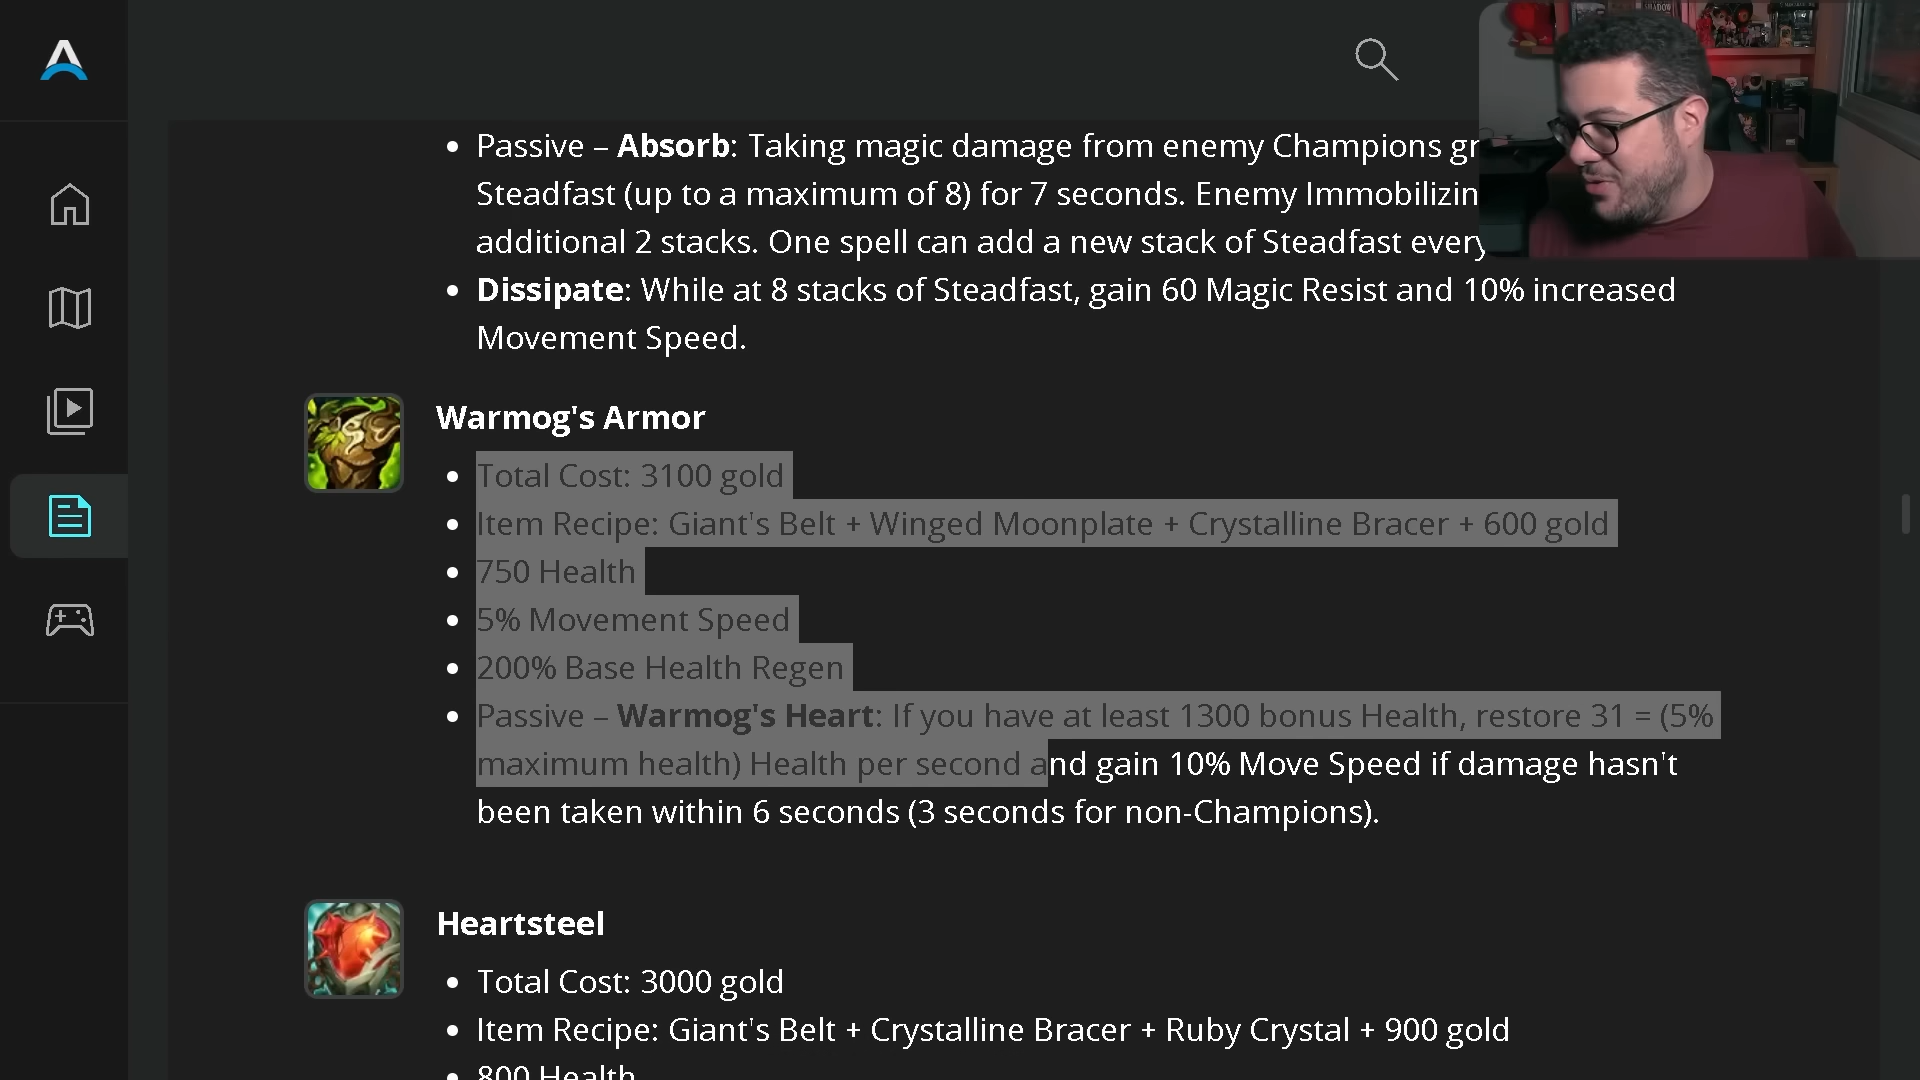 • Passive – Absorb: Taking magic damage from enemy Champions
Steadfast (up to a maximum of 8) for 7 seconds. Enemy
additional 2 stacks. One spell can add a new stack of Steadfast every
• Dissipate: While at 8 stacks of Steadfast, gain 60 Magic Resist and 10% increased
Movement Speed.
Warmog's Armor
• Total Cost: 3100 gold
• Item Recipe: Giant's Belt + Winged Moonplate + Crystalline Bracer + 600 gold
• 750 Health
• 5% Movement Speed
• 200% Base Health Regen
• Passive – Warmog's Heart: If you have at least 1300 bonus Health, restore 31 = (5%
maximum health) Health per second and gain 10% Move Speed if damage hasn't
been taken within 6 seconds (3 seconds for non-Champions).
Heartsteel
• Total Cost: 3000 gold
• Item Recipe: Giant's Belt + Crystalline Bracer + Ruby Crystal + 900 gold
• 800 Health